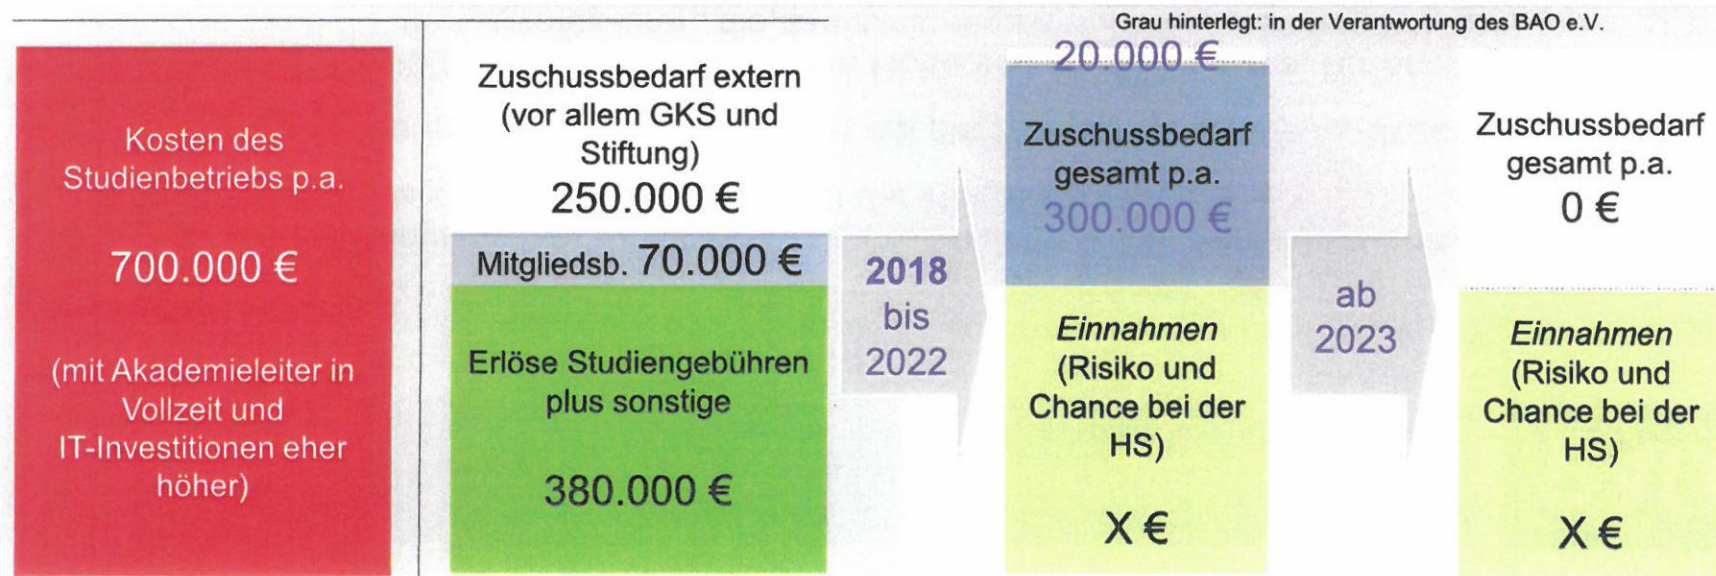 Grau hinterlegt: in der Verantwortung des BAO e.V.
Kosten des
Studienbetriebs p.a.
700.000 €
(mit Akademieleiter in
Vollzeit und
IT-Investitionen eher
höher)
Zuschussbedarf extern
(vor allem GKS und
Stiftung)
250.000 €
Mitgliedsb. 70.000 €
Erlöse Studiengebühren
plus sonstige
380.000 €
2018
bis
2022
20.000 €
Zuschussbedarf
gesamt p.a.
300.000 €
Einnahmen
(Risiko und
Chance bei der
HS)
X €
ab
2023
Zuschussbedarf
gesamt p.a.
0 €
Einnahmen
(Risiko und
Chance bei der
HS)
X €